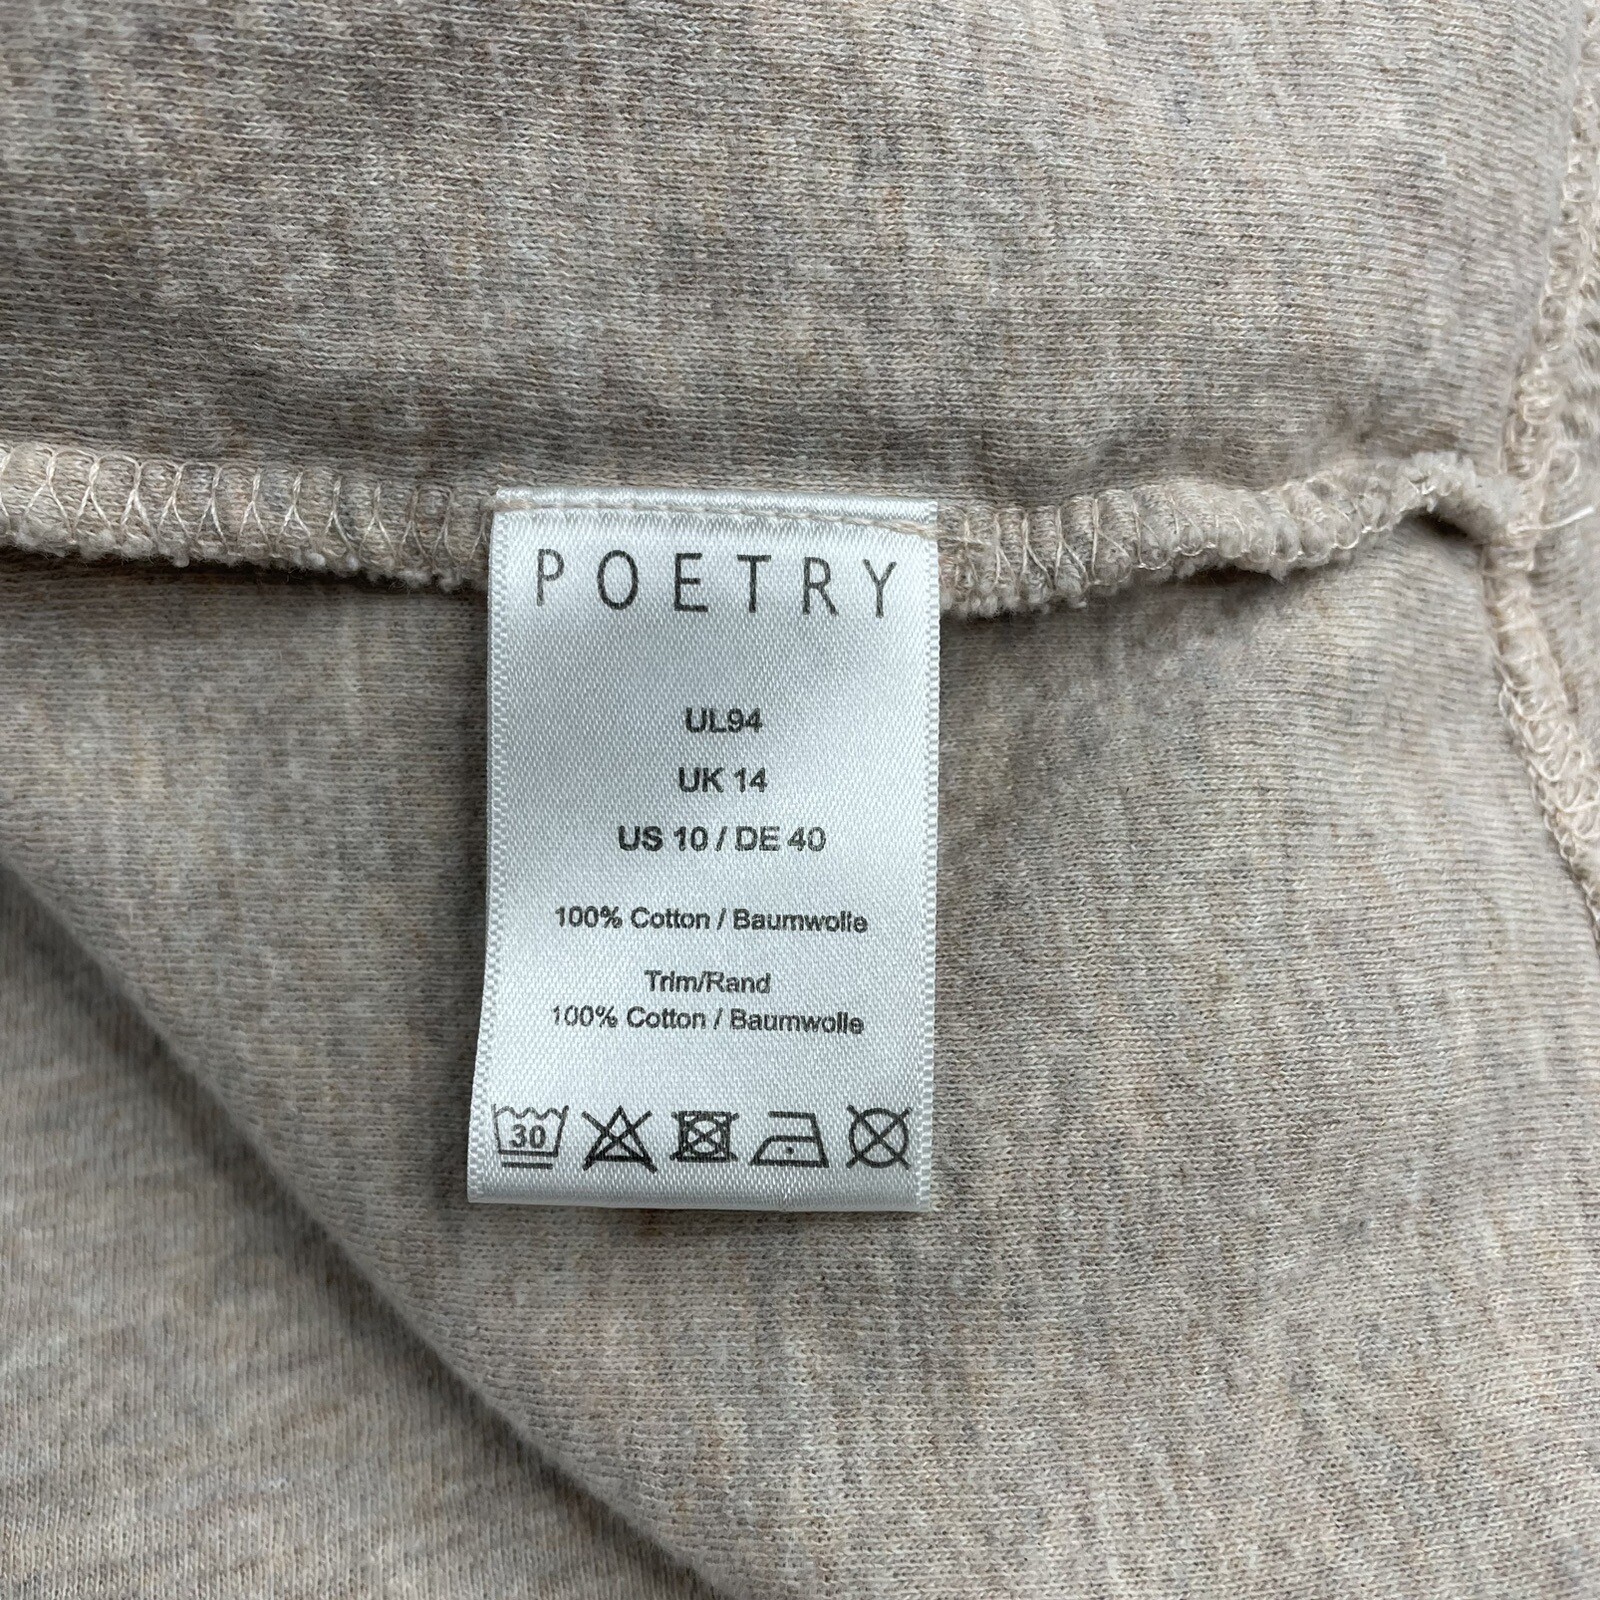 POETRY
UL94
UK 14
US 10 / DE 40
100% Cotton / Baumwolle
Trim/Rand
100% Cotton / Baumwolle
30